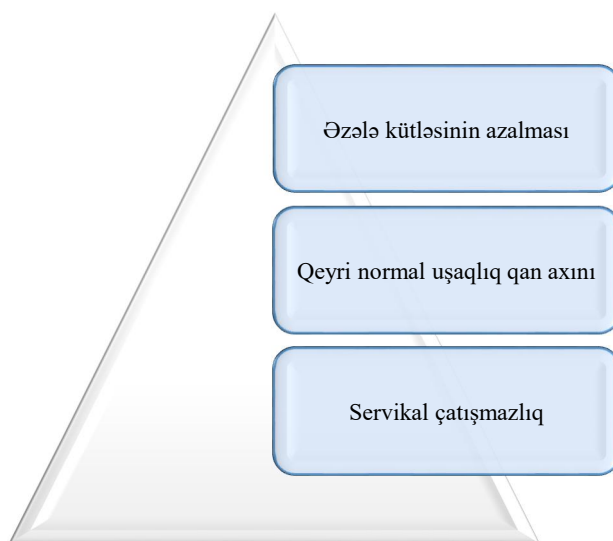 Əzələ kütləsinin azalması
Qeyri normal uşaqlıq qan axını
Servikal çatışmazlıq